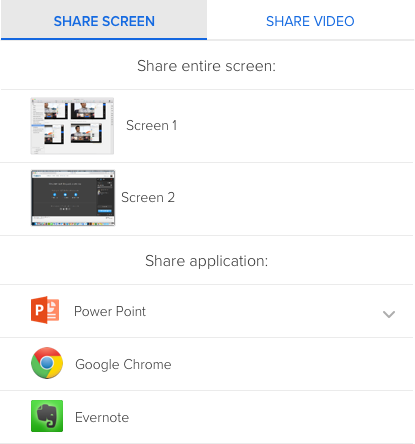 SHARE SCREEN
SHARE VIDEO
Share entire screen:
Screen 1
Screen 2
Share application:
Power Point
Google Chrome
Evernote